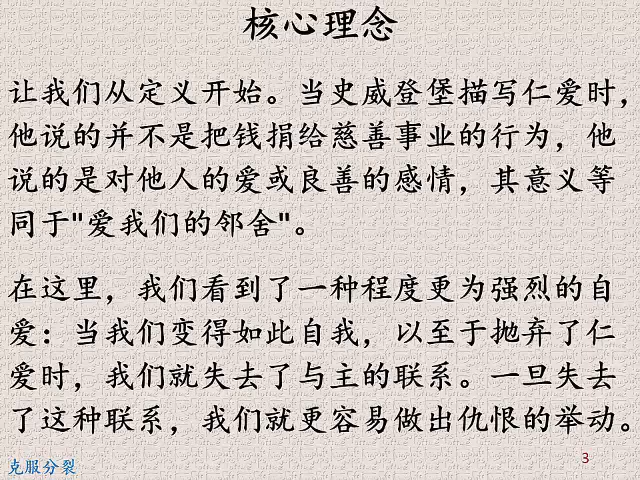 核心理念
让我们从定义开始。当史威登堡描写仁爱时，
他说的并不是把钱捐给慈善事业的行为，他
说的是对他人的爱或良善的感情，其意义等
同于"爱我们的邻舍"。
在这里，我们看到了一种程度更为强烈的自
爱：当我们变得如此自我，以至于抛弃了仁
爱时，我们就失去了与主的联系。一旦失去
了这种联系，我们就更容易做出仇恨的举动。
克服分裂
3